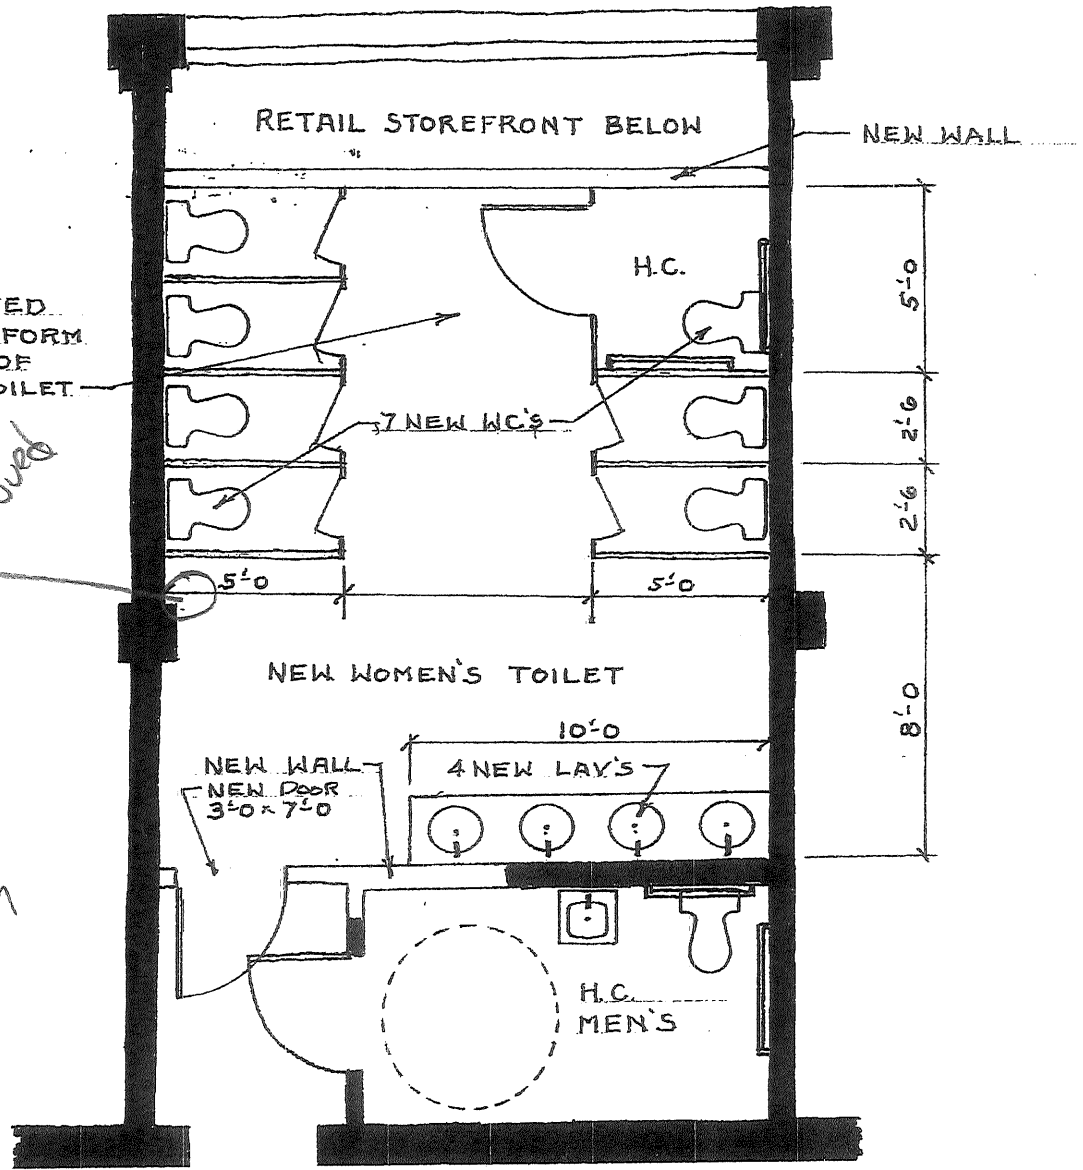 RETAIL STOREFRONT BELOW
NEW WALL
H.C.
5'-0
ED
FORM
OF
OILET
7 NEW WC'S
2'-6
2'-6
5'-0
5'-0
NEW WOMEN'S TOILET
8'-0
10'-0
NEW WALL
NEW DOOR
3'-0 x 7'-0
4 NEW LAV'S
H.C.
MEN'S